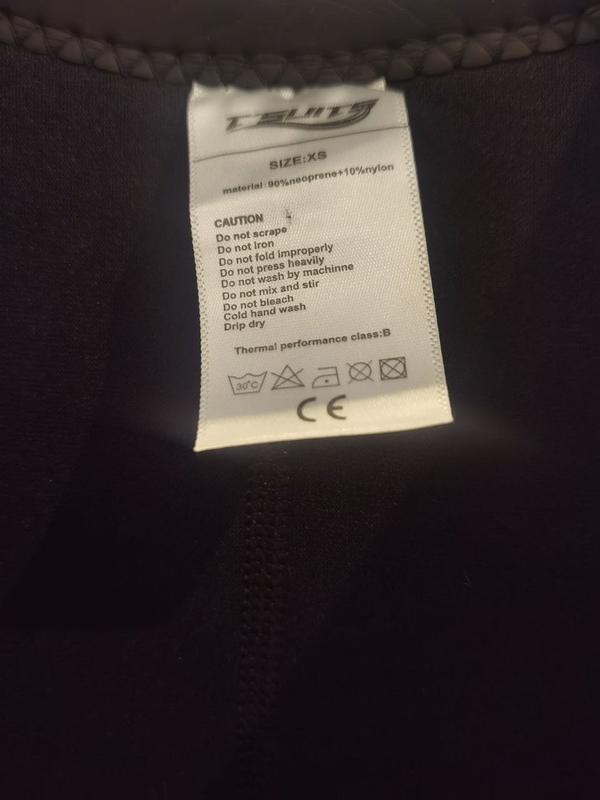 CSUITS
SIZE:XS
material:90%neoprene+10%nylon
CAUTION
Do not scrape
Do not Iron
Do not fold improperly
Do not press heavily
Do not wash by machinne
Do not mix and stir
Do not bleach
Cold hand wash
Drip dry
Thermal performance class:B
30°C
CE